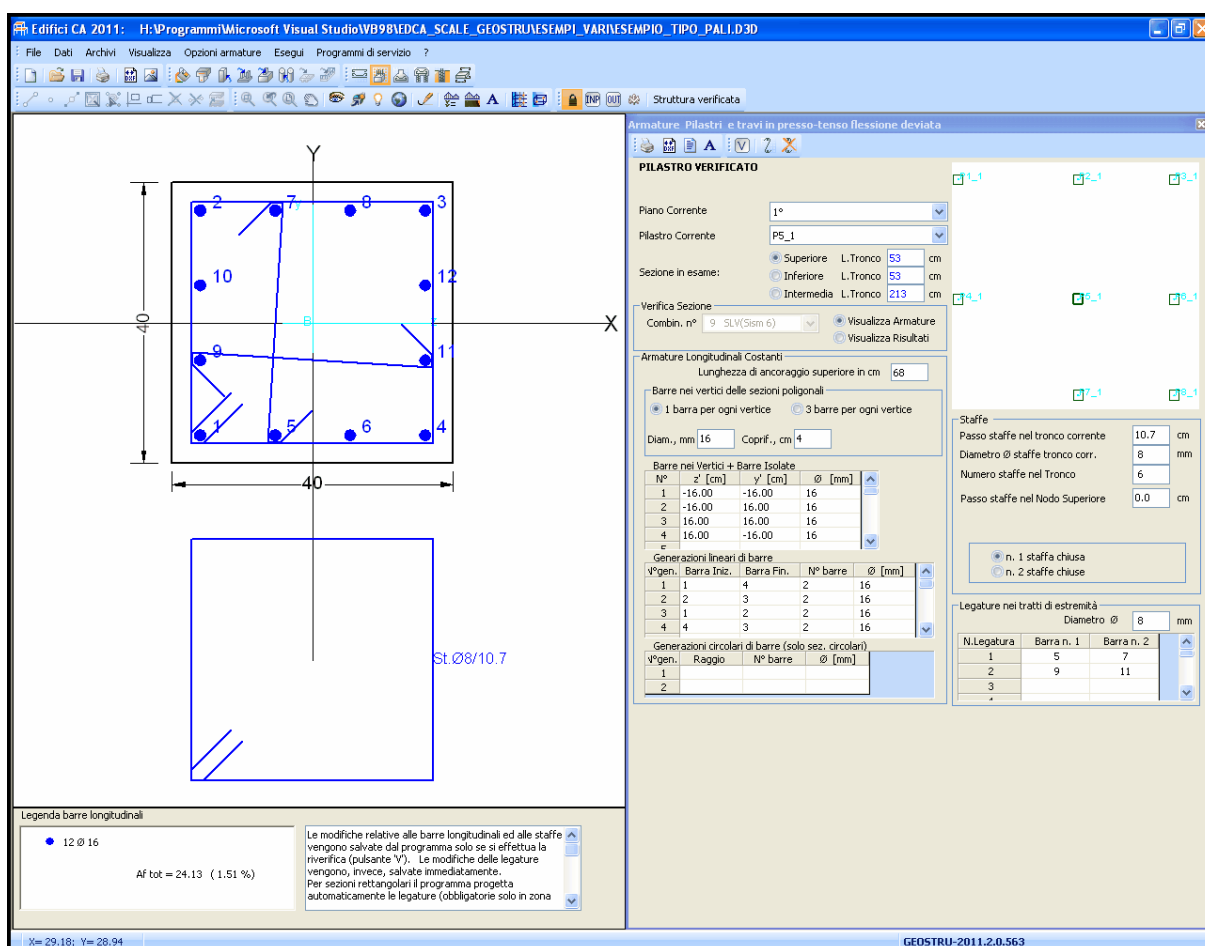 Edifici CA 2011: H:\Programmi\Microsoft Visual Studio\VB98\EDCA_SCALE_GEOSTRU\ESEMPI_VARI\ESEMPIO_TIPO_PALI.D3D
File Dati Archivi Visualizza Opzioni armature Esegui Programmi di servizio ?
INP OUT Struttura verificata
Y
X
2 7 8 3
10 12
9 11
1 5 6 4
y
B
40
40
St.Ø8/10.7
Legenda barre longitudinali
12 Ø 16
Af tot = 24.13 ( 1.51 %)
Le modifiche relative alle barre longitudinali ed alle staffe
vengono salvate dal programma solo se si effettua la
riverifica (pulsante 'V'). Le modifiche delle legature
vengono, invece, salvate immediatamente.
Per sezioni rettangolari il programma progetta
automaticamente le legature (obbligatorie solo in zona
Armature Pilastri e travi in presso-tenso flessione deviata
PILASTRO VERIFICATO
Piano Corrente 1°
Pilastro Corrente P5_1
Sezione in esame:
Superiore L.Tronco 53 cm
Inferiore L.Tronco 53 cm
Intermedia L.Tronco 213 cm
Verifica Sezione
Combin. n° 9 SLV(Sism 6)
Visualizza Armature
Visualizza Risultati
Armature Longitudinali Costanti
Lunghezza di ancoraggio superiore in cm 68
Barre nei vertici delle sezioni poligonali
1 barra per ogni vertice 3 barre per ogni vertice
Diam., mm 16 Coprif., cm 4
Barre nei Vertici + Barre Isolate
N° z' [cm] y' [cm] Ø [mm]
1 -16.00 -16.00 16
2 -16.00 16.00 16
3 16.00 16.00 16
4 16.00 -16.00 16
5
Generazioni lineari di barre
N°gen. Barra Iniz. Barra Fin. N° barre Ø [mm]
1 1 4 2 16
2 2 3 2 16
3 1 2 2 16
4 4 3 2 16
Generazioni circolari di barre (solo sez. circolari)
N°gen. Raggio N° barre Ø [mm]
1
2
P1_1 P2_1 P3_1
P4_1 P5_1 P6_1
P7_1 P8_1
Staffe
Passo staffe nel tronco corrente 10.7 cm
Diametro Ø staffe tronco corr. 8 mm
Numero staffe nel Tronco 6
Passo staffe nel Nodo Superiore 0.0 cm
n. 1 staffa chiusa
n. 2 staffe chiuse
Legature nei tratti di estremità
Diametro Ø 8 mm
N.Legatura Barra n. 1 Barra n. 2
1 5 7
2 9 11
3
X= 29.18; Y= 28.94
GEOSTRU-2011.2.0.563